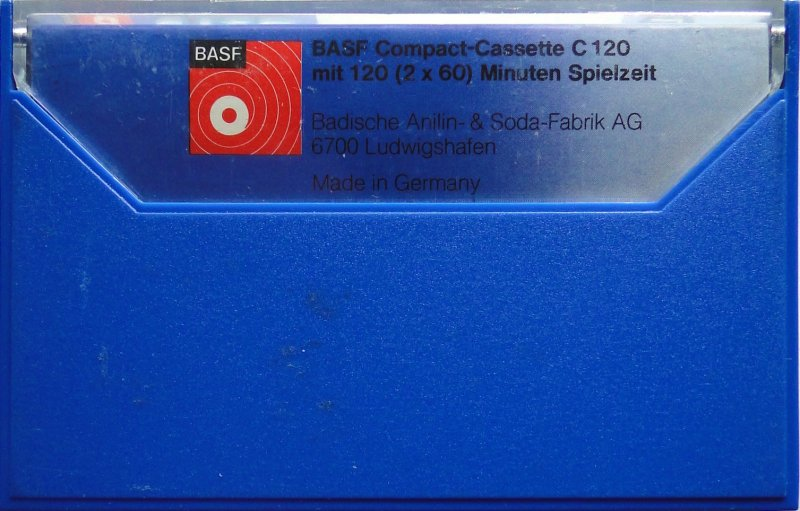 BASF
BASF Compact-Cassette C 120
mit 120 (2 x 60) Minuten Spielzeit
Badische Anilin- & Soda-Fabrik AG
6700 Ludwigshafen
Made in Germany